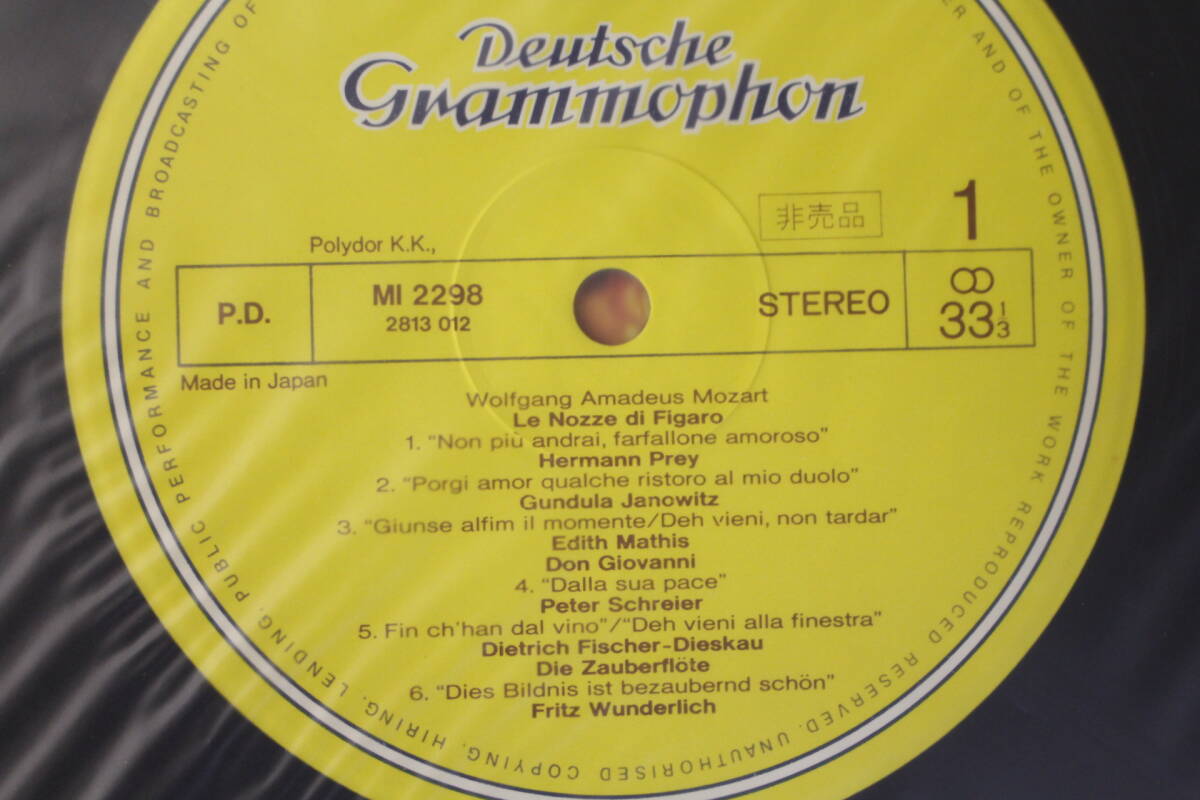 Deutsche
Grammophon
非売品
1
Polydor K.K.,
P.D.
MI 2298
2813 012
STEREO
33 1/3
Made in Japan
Wolfgang Amadeus Mozart
Le Nozze di Figaro
1. "Non più andrai, farfallone amoroso"
Hermann Prey
2. "Porgi amor qualche ristoro al mio duolo"
Gundula Janowitz
3. "Giunse alfim il momente/Deh vieni, non tardar"
Edith Mathis
Don Giovanni
4. "Dalla sua pace"
Peter Schreier
5. Fin ch'han dal vino"/"Deh vieni alla finestra"
Dietrich Fischer-Dieskau
Die Zauberflöte
6. "Dies Bildnis ist bezaubernd schön"
Fritz Wunderlich
AND OF THE OWNER OF THE WORK REPRODUCED RESERVED. UNAUTHORISED COPYING, HIRING, LENDING, PUBLIC PERFORMANCE AND BROADCASTING OF